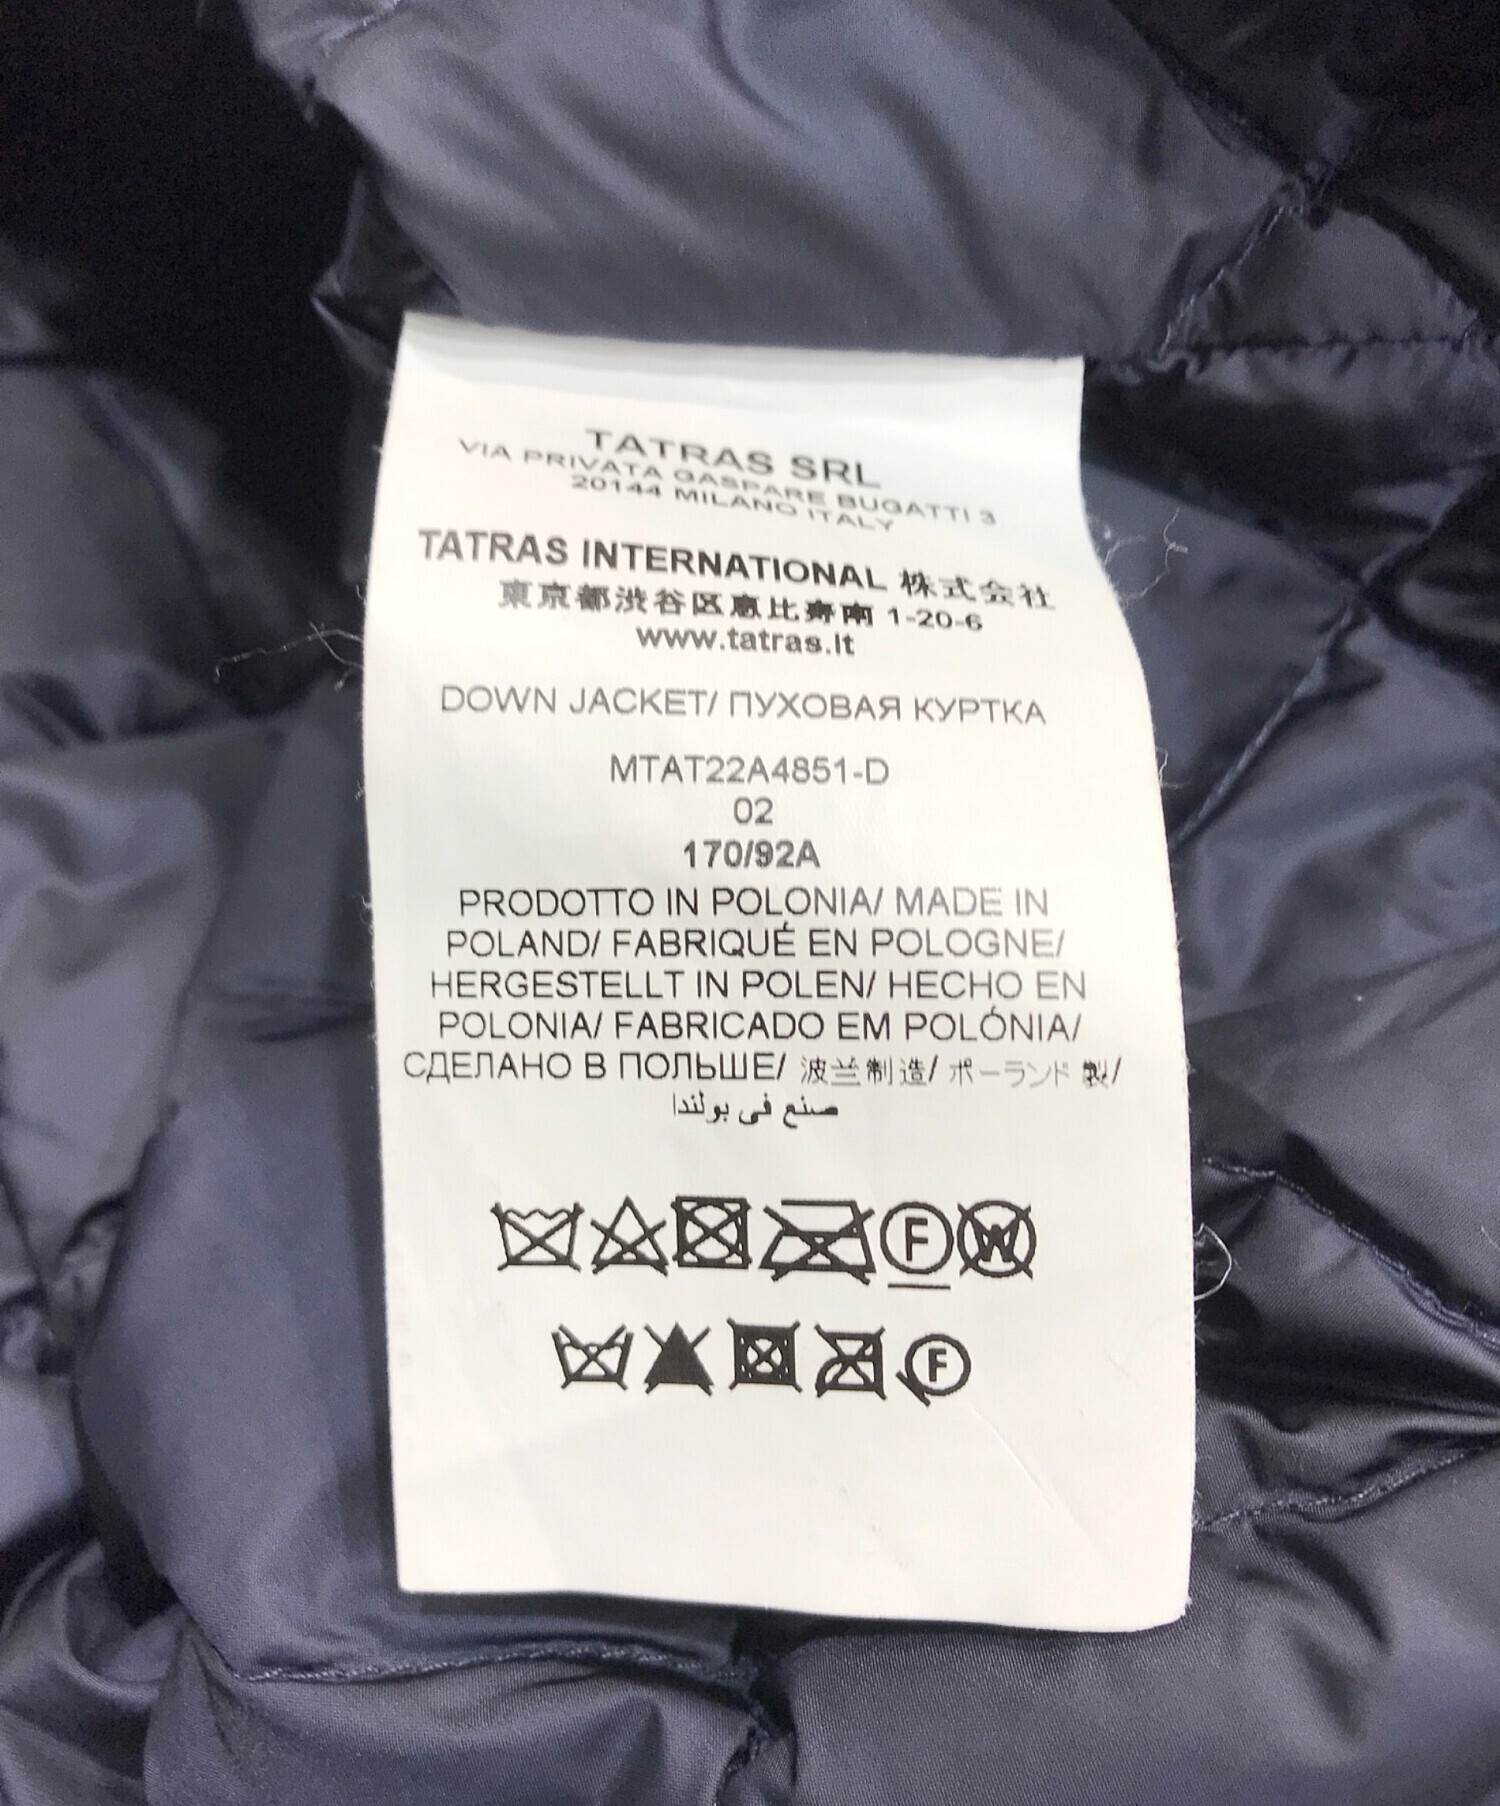 TATRAS SRL
VIA PRIVATA GASPARE BUGATTI 3
20144 MILANO ITALY
TATRAS INTERNATIONAL 株式会社
東京都渋谷区恵比寿南 1-20-6
www.tatras.it
DOWN JACKET/ ПУХОВАЯ КУРТКА
MTAT22A4851-D
02
170/92A
PRODOTTO IN POLONIA/ MADE IN
POLAND/ FABRIQUÉ EN POLOGNE/
HERGESTELLT IN POLEN/ HECHO EN
POLONIA/ FABRICADO EM POLÓNIA/
СДЕЛАНО В ПОЛЬШЕ/ 波兰制造/ ポーランド 製/
صنع في بولندا
F W
F